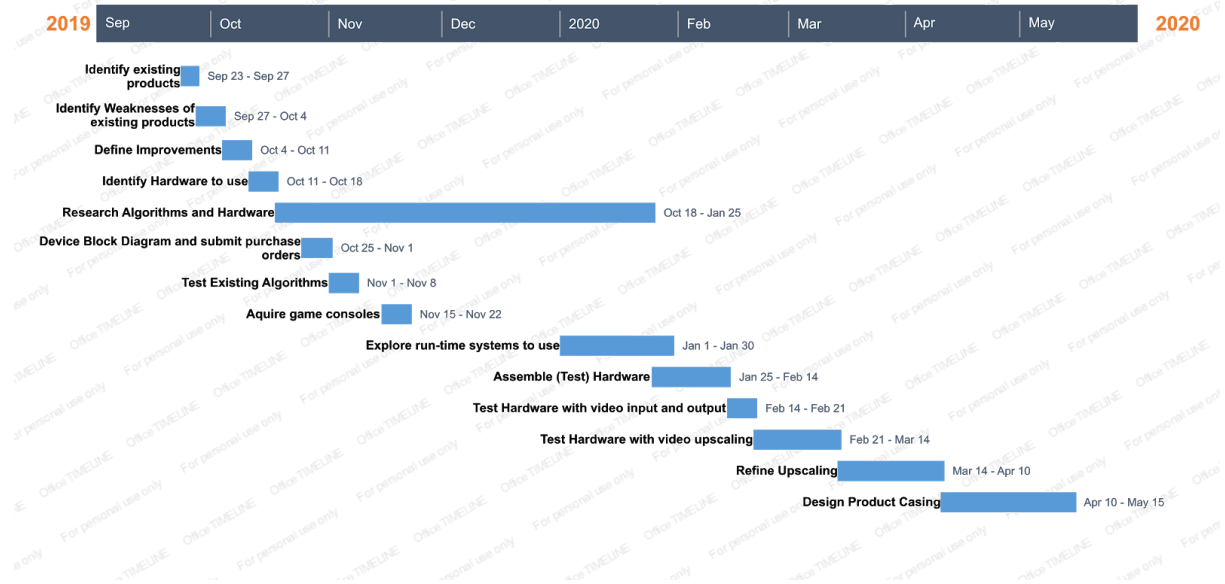 2019 Sep Oct Nov Dec 2020 Feb Mar Apr May 2020
Identify existing
products Sep 23 - Sep 27
Identify Weaknesses of
existing products Sep 27 - Oct 4
Define Improvements Oct 4 - Oct 11
Identify Hardware to use Oct 11 - Oct 18
Research Algorithms and Hardware Oct 18 - Jan 25
Device Block Diagram and submit purchase
orders Oct 25 - Nov 1
Test Existing Algorithms Nov 1 - Nov 8
Aquire game consoles Nov 15 - Nov 22
Explore run-time systems to use Jan 1 - Jan 30
Assemble (Test) Hardware Jan 25 - Feb 14
Test Hardware with video input and output Feb 14 - Feb 21
Test Hardware with video upscaling Feb 21 - Mar 14
Refine Upscaling Mar 14 - Apr 10
Design Product Casing Apr 10 - May 15
Office TIMELINE
For personal use only